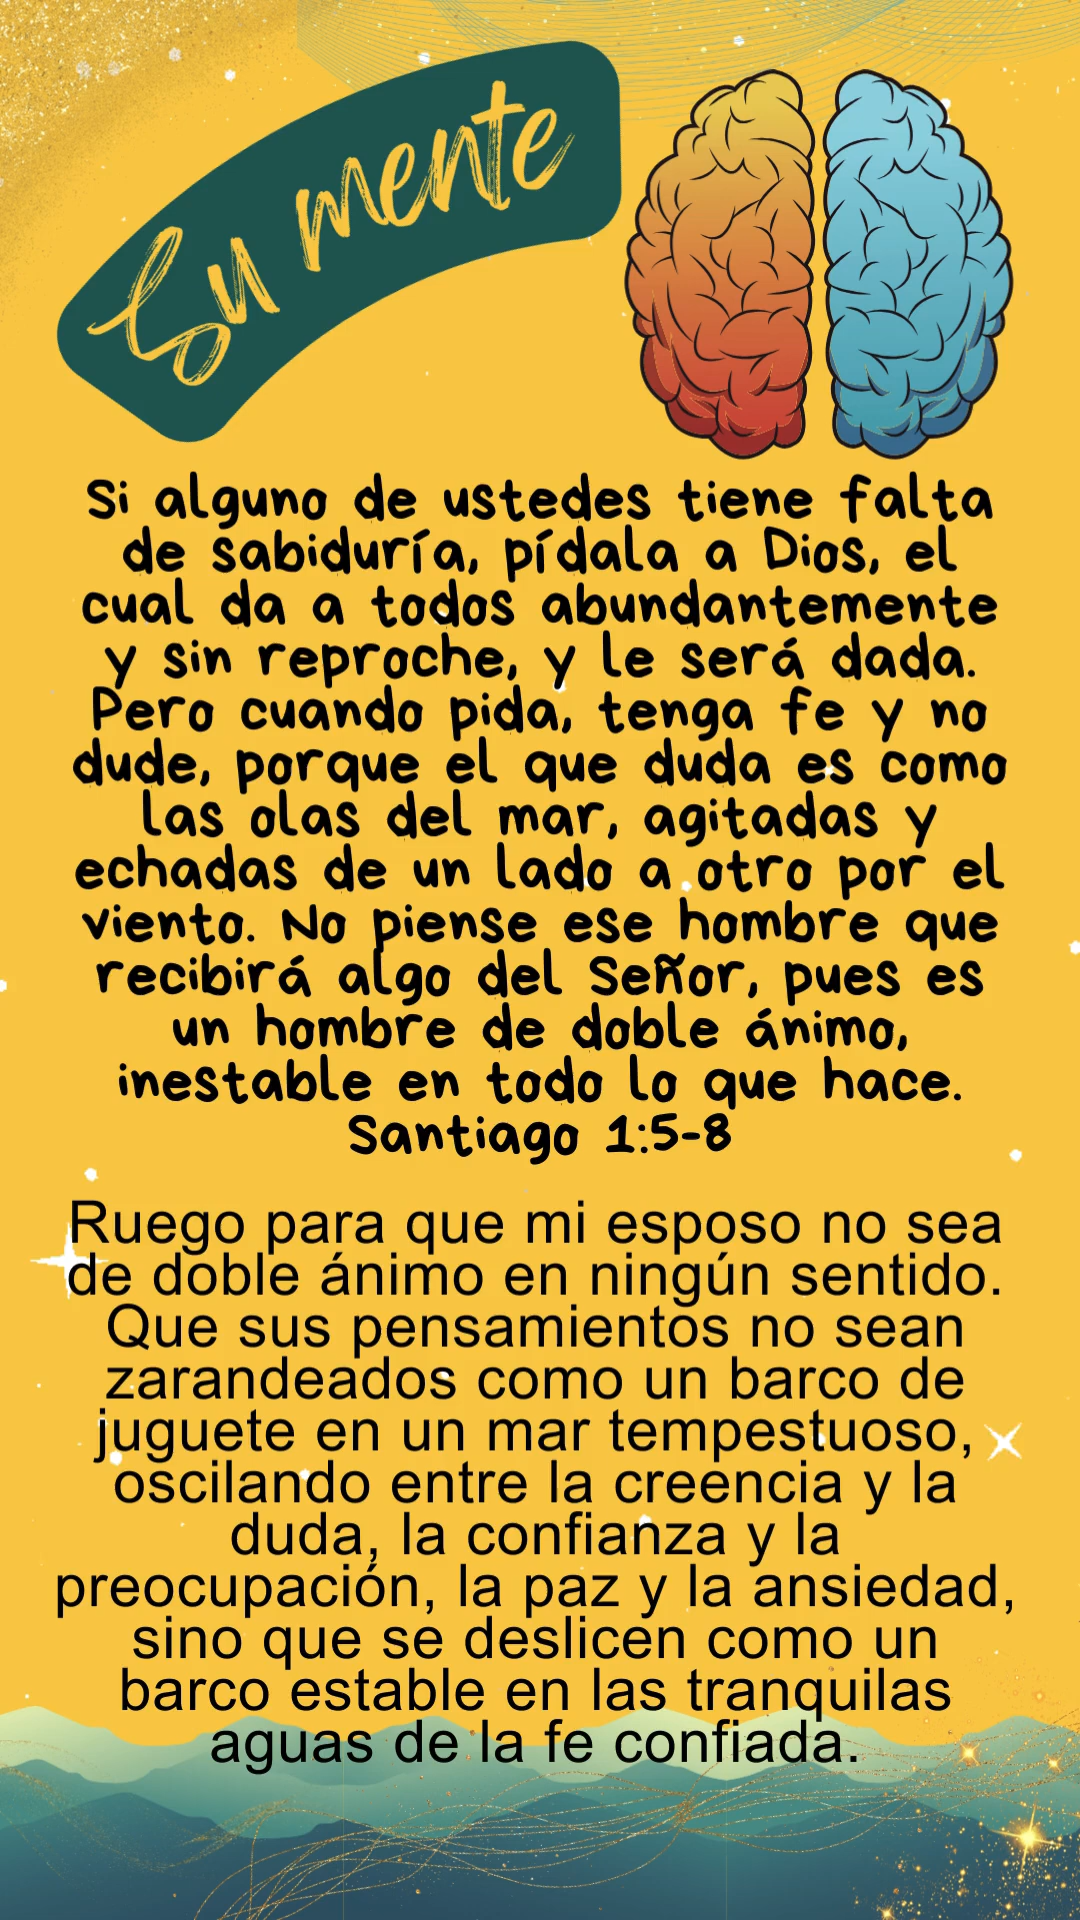 Su mente
Si alguno de ustedes tiene falta
de sabiduría, pídala a Dios, el
cual da a todos abundantemente
y sin reproche, y le será dada.
Pero cuando pida, tenga fe y no
dude, porque el que duda es como
las olas del mar, agitadas y
echadas de un lado a otro por el
viento. No piense ese hombre que
recibirá algo del Señor, pues es
un hombre de doble ánimo,
inestable en todo lo que hace.
Santiago 1:5-8
Ruego para que mi esposo no sea
de doble ánimo en ningún sentido.
Que sus pensamientos no sean
zarandeados como un barco de
juguete en un mar tempestuoso,
oscilando entre la creencia y la
duda, la confianza y la
preocupación, la paz y la ansiedad,
sino que se deslicen como un
barco estable en las tranquilas
aguas de la fe confiada.